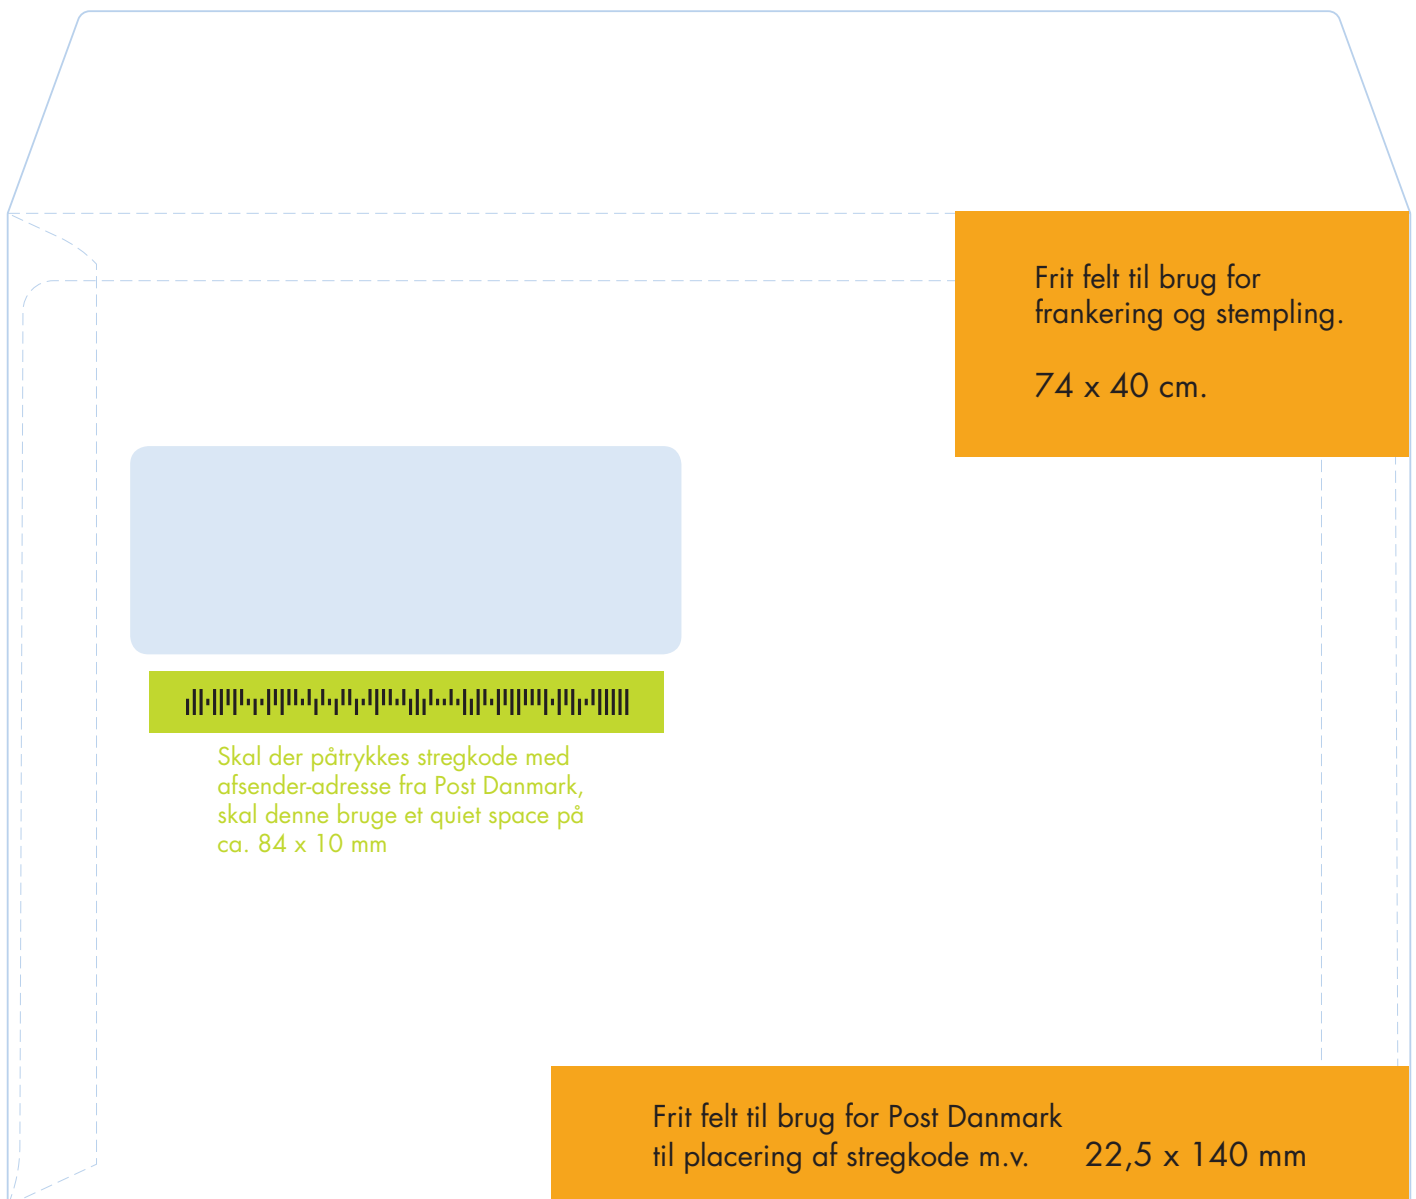 Frit felt til brug for
frankering og stempling.
74 x 40 cm.
Skal der påtrykkes stregkode med
afsender-adresse fra Post Danmark,
skal denne bruge et quiet space på
ca. 84 x 10 mm
Frit felt til brug for Post Danmark
til placering af stregkode m.v. 22,5 x 140 mm